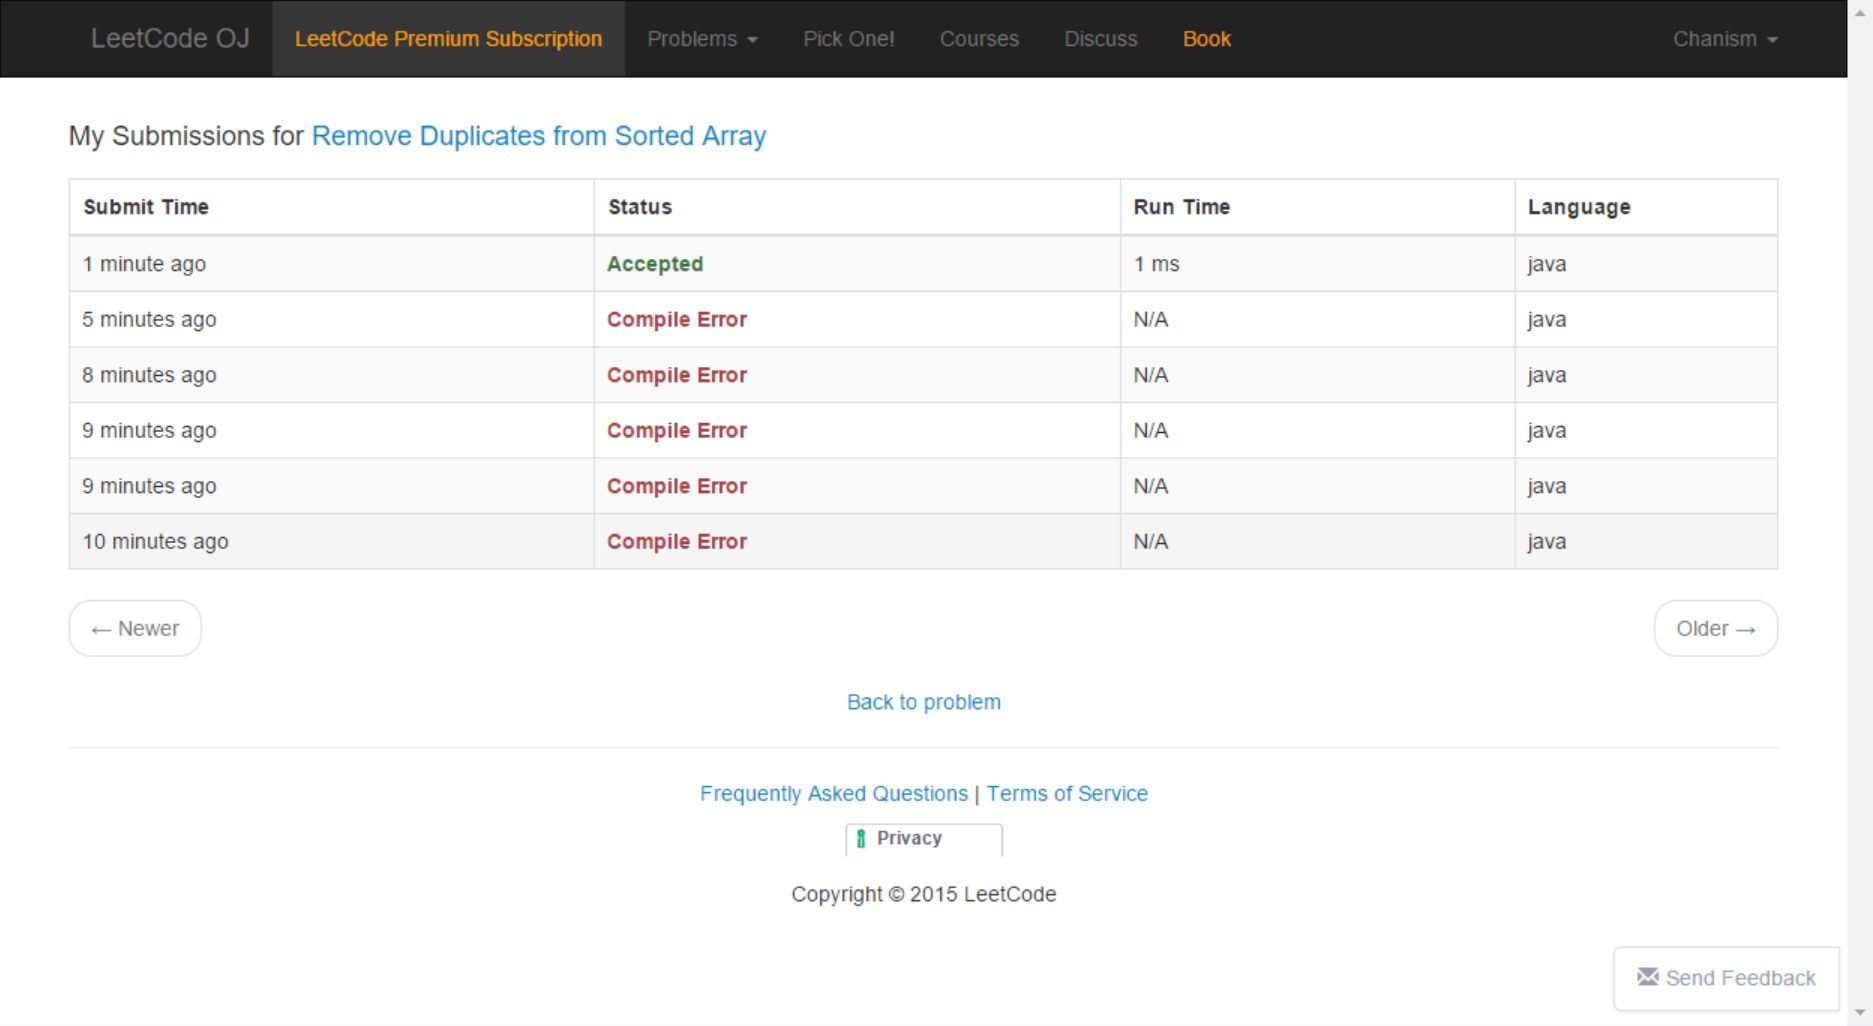 LeetCode OJ LeetCode Premium Subscription Problems Pick One! Courses Discuss Book Chanism
My Submissions for Remove Duplicates from Sorted Array
Submit Time Status Run Time Language
1 minute ago Accepted 1 ms java
5 minutes ago Compile Error N/A java
8 minutes ago Compile Error N/A java
9 minutes ago Compile Error N/A java
9 minutes ago Compile Error N/A java
10 minutes ago Compile Error N/A java
← Newer Older →
Back to problem
Frequently Asked Questions | Terms of Service
Privacy
Copyright © 2015 LeetCode
Send Feedback